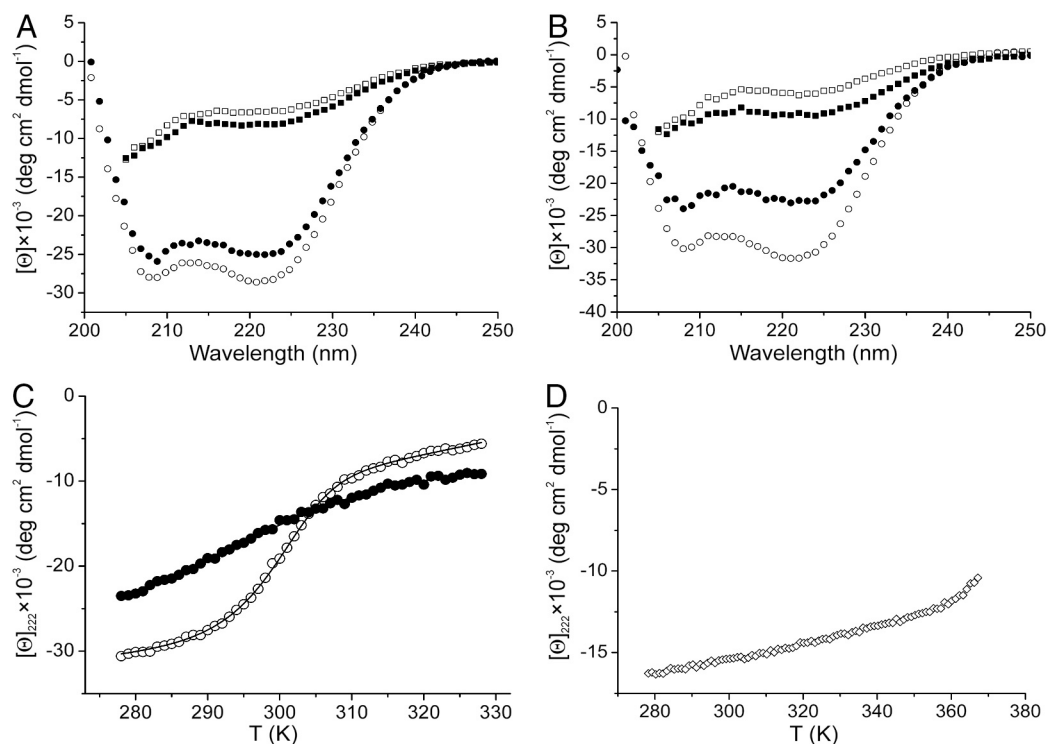 A
5
0
-5
-10
-15
-20
-25
-30
[Θ]×10⁻³ (deg cm² dmol⁻¹)
200 210 220 230 240 250
Wavelength (nm)
B
5
0
-5
-10
-15
-20
-25
-30
-35
-40
[Θ]×10⁻³ (deg cm² dmol⁻¹)
200 210 220 230 240 250
Wavelength (nm)
C
0
-10
-20
-30
[Θ]₂₂₂×10⁻³ (deg cm² dmol⁻¹)
280 290 300 310 320 330
T (K)
D
0
-5
-10
-15
[Θ]₂₂₂×10⁻³ (deg cm² dmol⁻¹)
280 300 320 340 360 380
T (K)